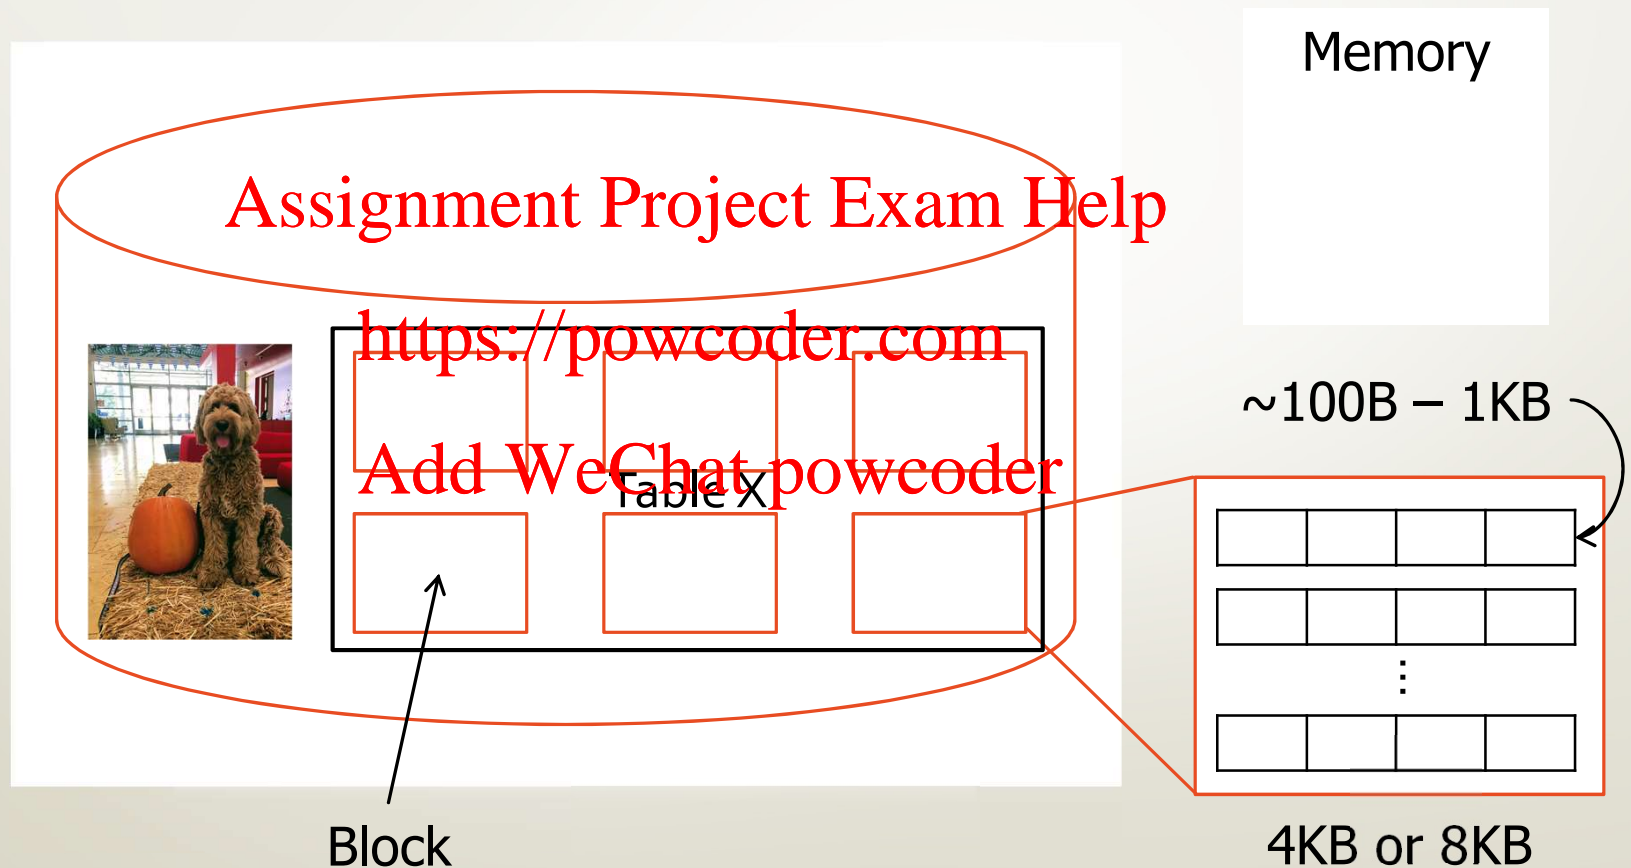 Memory
Assignment Project Exam Help
https://powcoder.com
~100B – 1KB
Add WeChat powcoder
Table X
⋮
Block
4KB or 8KB